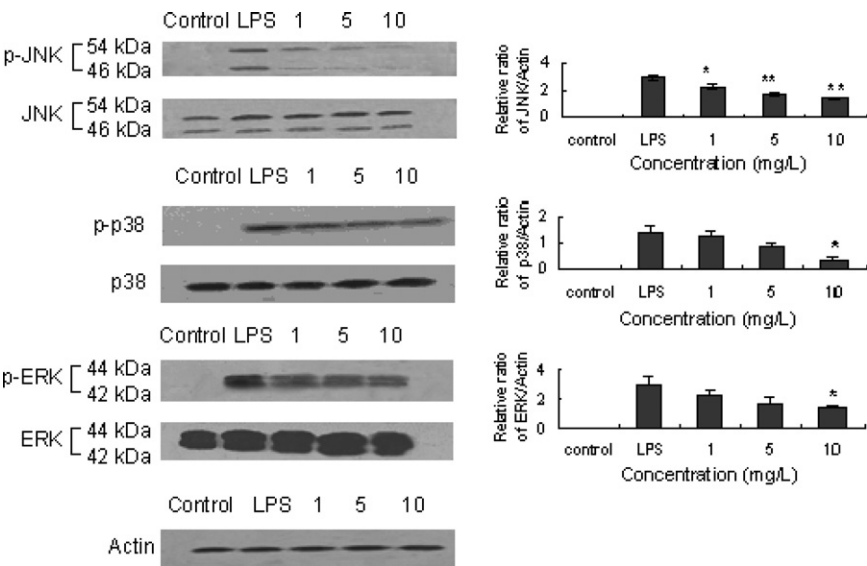 Control LPS 1 5 10
p-JNK 54 kDa
46 kDa
JNK 54 kDa
46 kDa
Control LPS 1 5 10
p-p38
p38
Control LPS 1 5 10
p-ERK 44 kDa
42 kDa
ERK 44 kDa
42 kDa
Control LPS 1 5 10
Actin
Relative ratio
of JNK/Actin
4
2
0
* ** **
control LPS 1 5 10
Concentration (mg/L)
Relative ratio
of p38/Actin
2
1
0
*
control LPS 1 5 10
Concentration (mg/L)
Relative ratio
of ERK/Actin
4
2
0
*
control LPS 1 5 10
Concentration (mg/L)